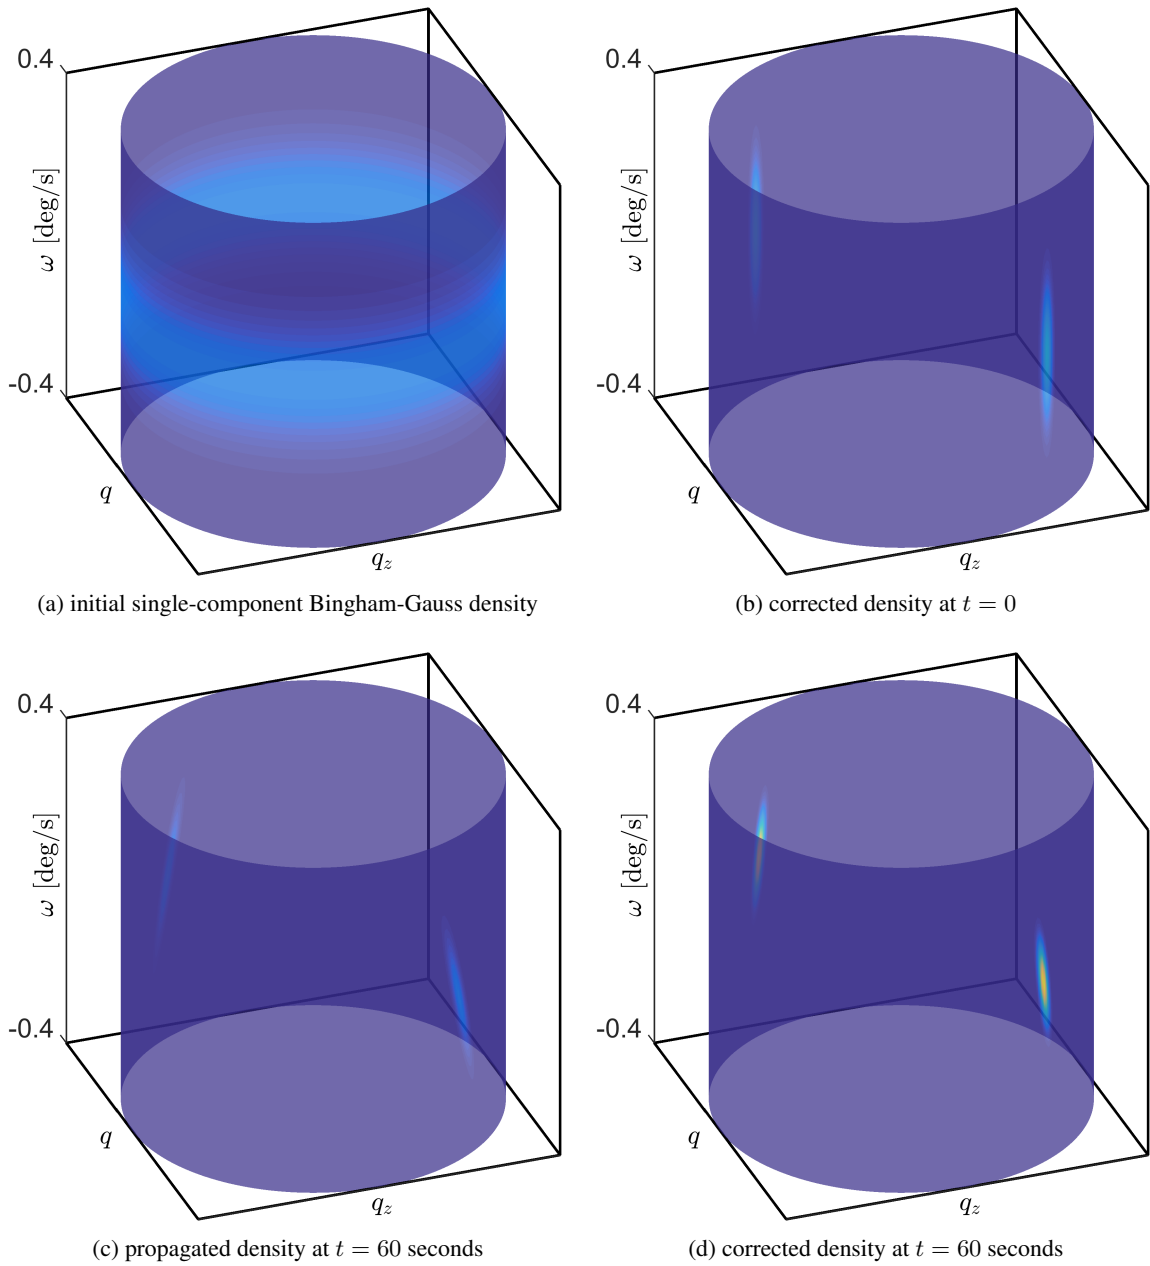 0.4
ω [deg/s]
-0.4
q
q_z
(a) initial single-component Bingham-Gauss density
0.4
ω [deg/s]
-0.4
q
q_z
(b) corrected density at t = 0
0.4
ω [deg/s]
-0.4
q
q_z
(c) propagated density at t = 60 seconds
0.4
ω [deg/s]
-0.4
q
q_z
(d) corrected density at t = 60 seconds